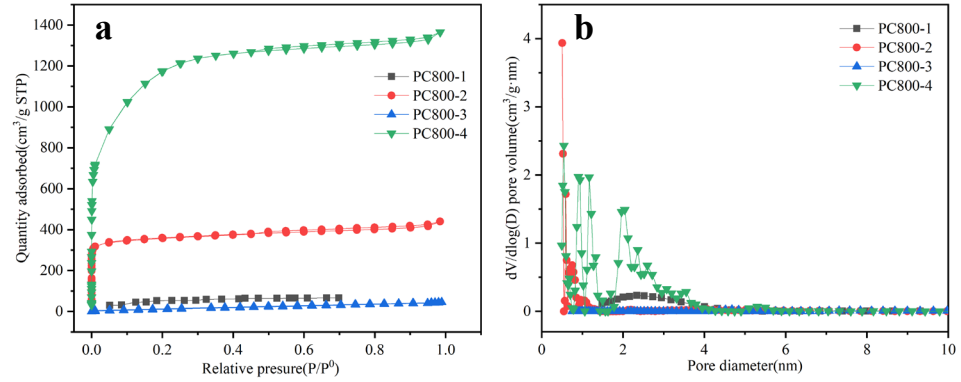 a
1400
1200
1000
800
600
400
200
0
Quantity adsorbed(cm³/g STP)
PC800-1
PC800-2
PC800-3
PC800-4
0.0 0.2 0.4 0.6 0.8 1.0
Relative presure(P/P⁰)
b
4
3
2
1
0
dV/dlog(D) pore volume(cm³/g·nm)
PC800-1
PC800-2
PC800-3
PC800-4
0 2 4 6 8 10
Pore diameter(nm)